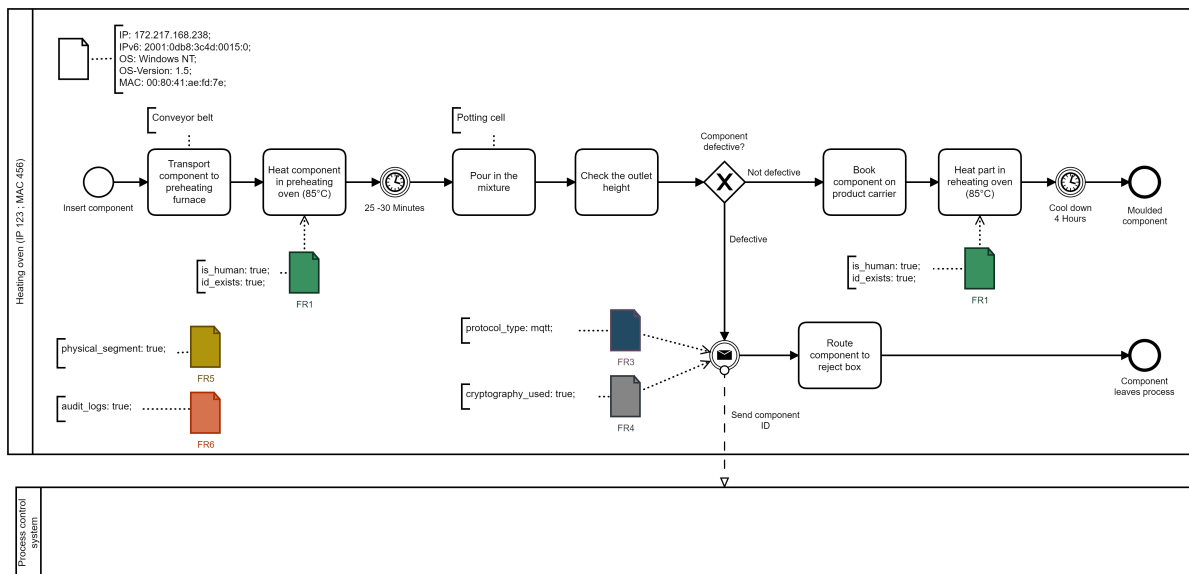 Heating oven (IP 123 ; MAC 456)
IP: 172.217.168.238;
IPv6: 2001:0db8:3c4d:0015:0;
OS: Windows NT;
OS-Version: 1.5;
MAC: 00:80:41:ae:fd:7e;
Conveyor belt
Potting cell
Insert component
Transport
component to
preheating
furnace
Heat component
in preheating
oven (85°C)
25 -30 Minutes
Pour in the
mixture
Check the outlet
height
Component
defective?
Not defective
Book
component on
product carrier
Heat part in
reheating oven
(85°C)
Cool down
4 Hours
Moulded
component
Defective
is_human: true;
id_exists: true;
FR1
is_human: true;
id_exists: true;
FR1
physical_segment: true;
FR5
audit_logs: true;
FR6
protocol_type: mqtt;
FR3
cryptography_used: true;
FR4
Route
component to
reject box
Component
leaves process
Send component
ID
Process control
system